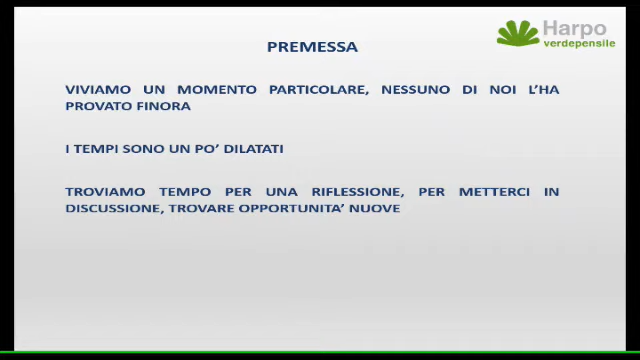 Harpo
verdepensile
PREMESSA
VIVIAMO UN MOMENTO PARTICOLARE, NESSUNO DI NOI L’HA
PROVATO FINORA
I TEMPI SONO UN PO’ DILATATI
TROVIAMO TEMPO PER UNA RIFLESSIONE, PER METTERCI IN
DISCUSSIONE, TROVARE OPPORTUNITA’ NUOVE